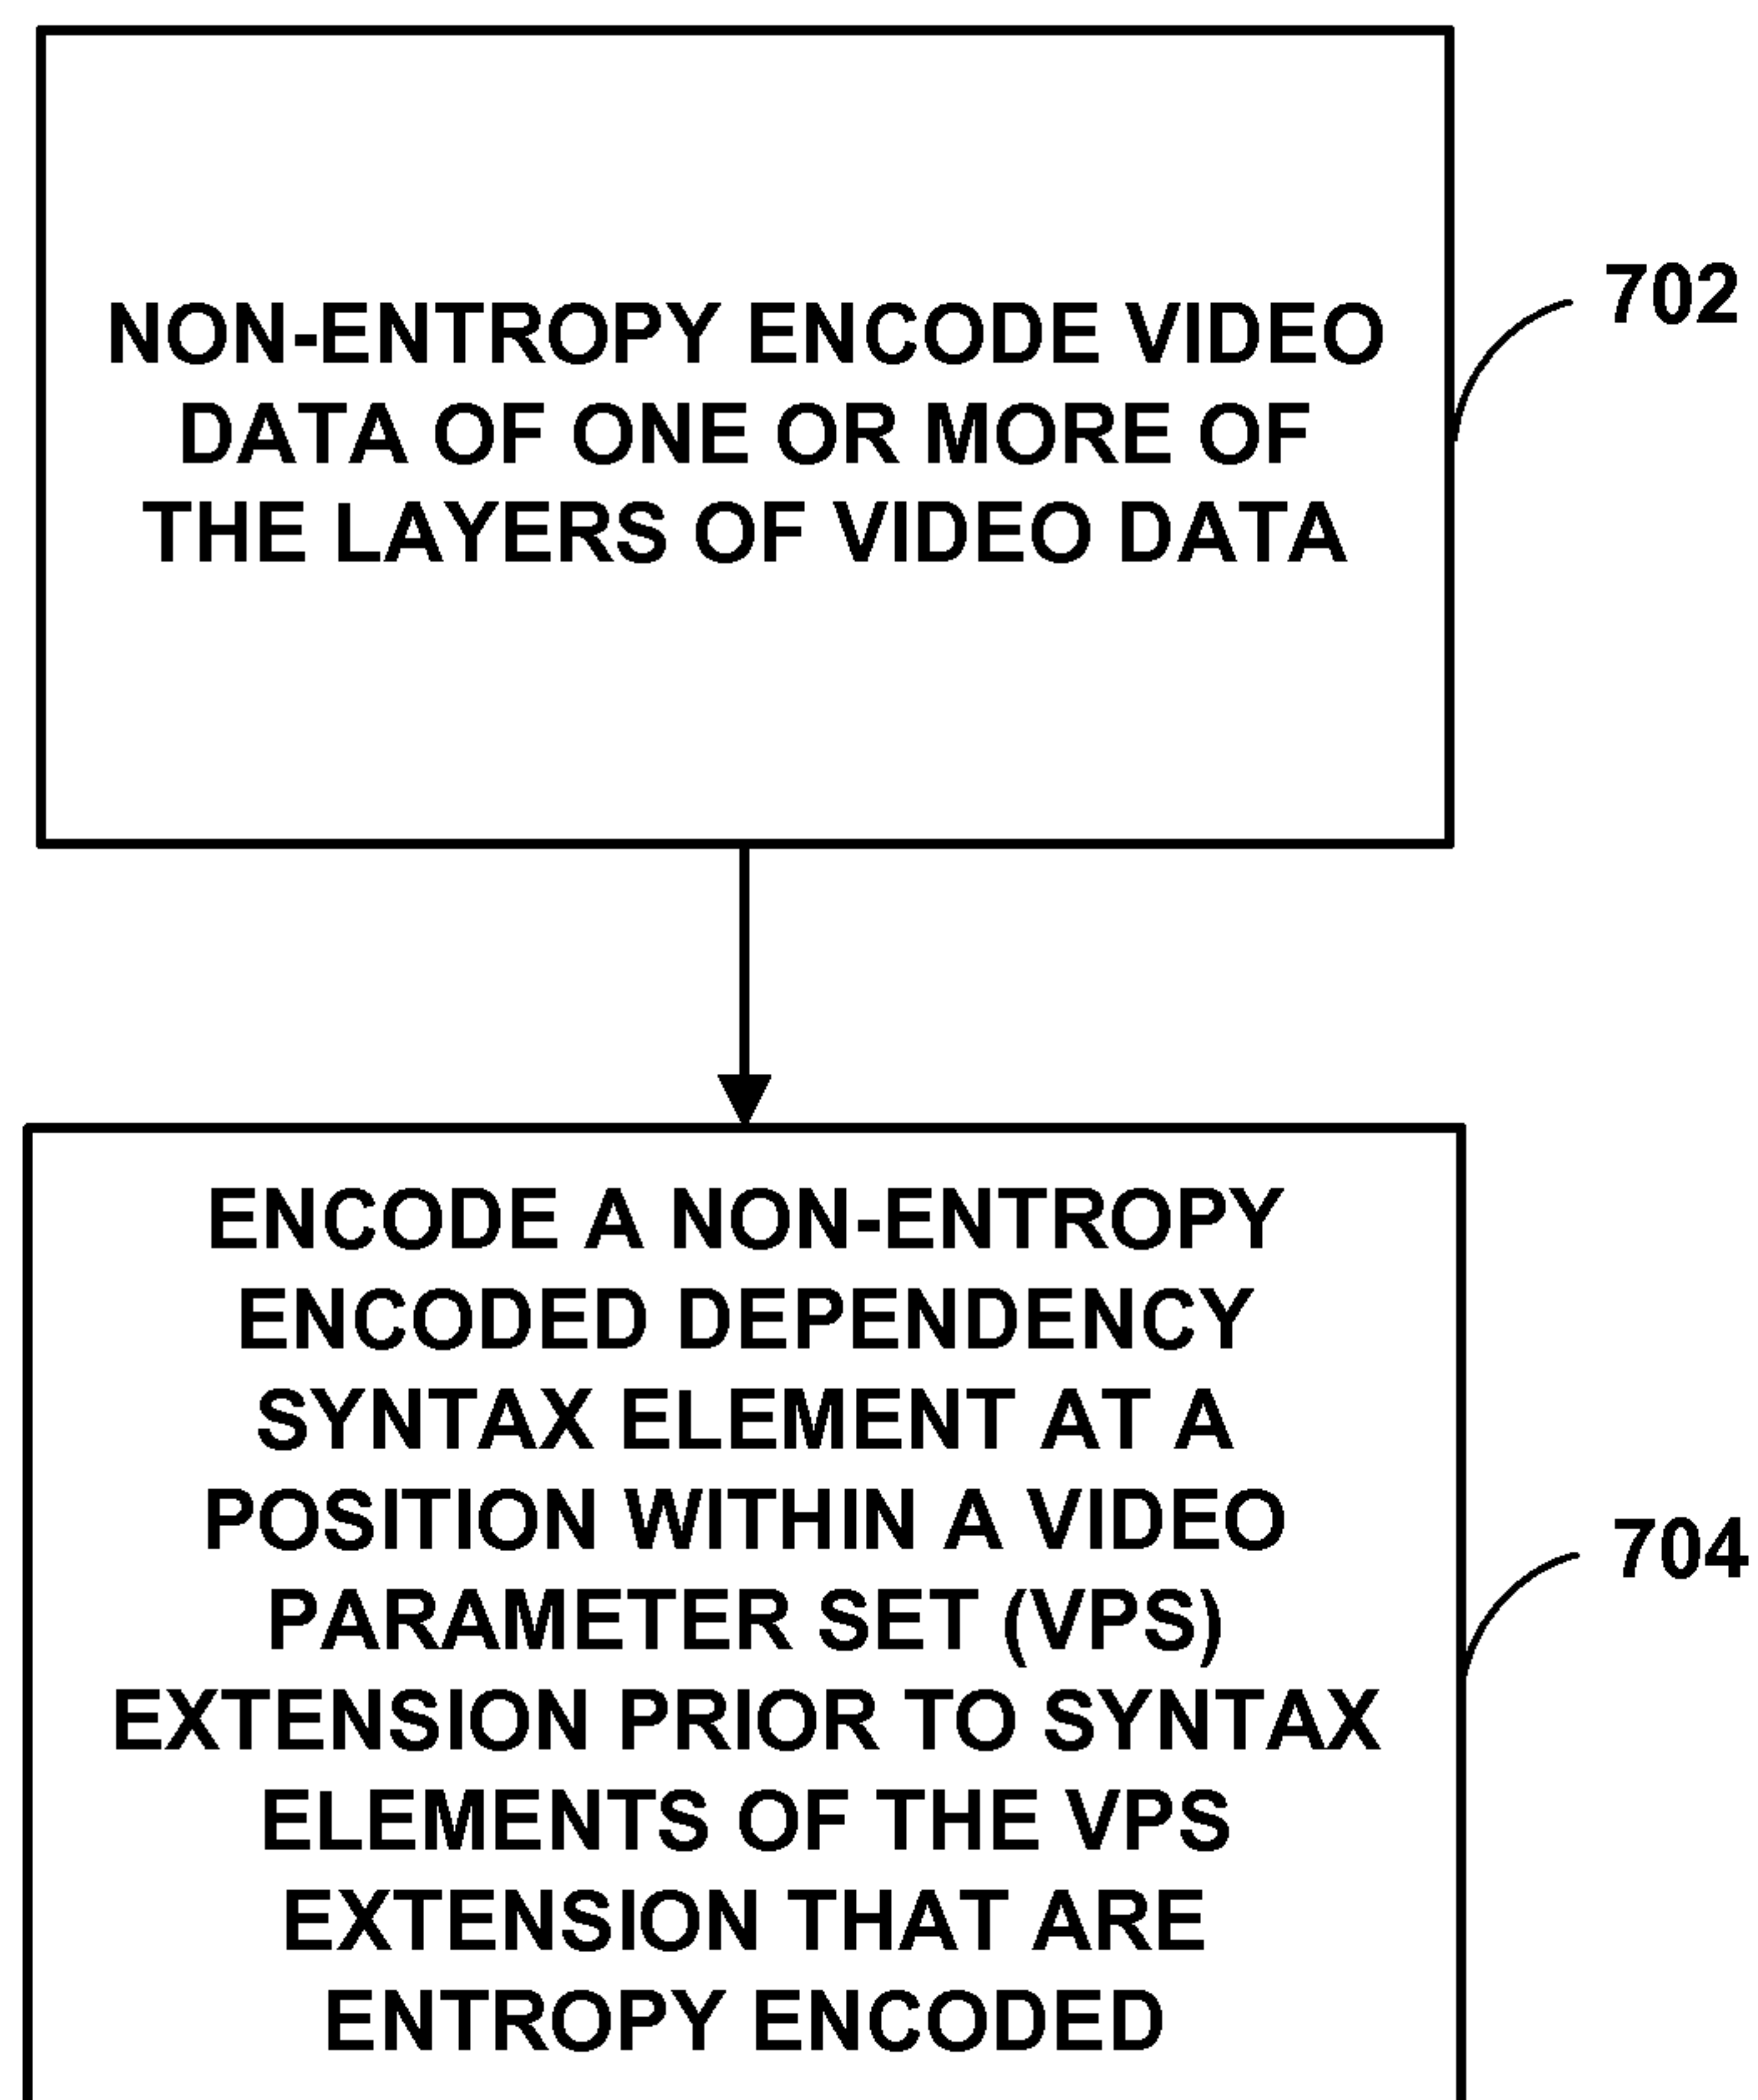 NON-ENTROPY ENCODE VIDEO
DATA OF ONE OR MORE OF
THE LAYERS OF VIDEO DATA
702
ENCODE A NON-ENTROPY
ENCODED DEPENDENCY
SYNTAX ELEMENT AT A
POSITION WITHIN A VIDEO
PARAMETER SET (VPS)
EXTENSION PRIOR TO SYNTAX
ELEMENTS OF THE VPS
EXTENSION THAT ARE
ENTROPY ENCODED
704